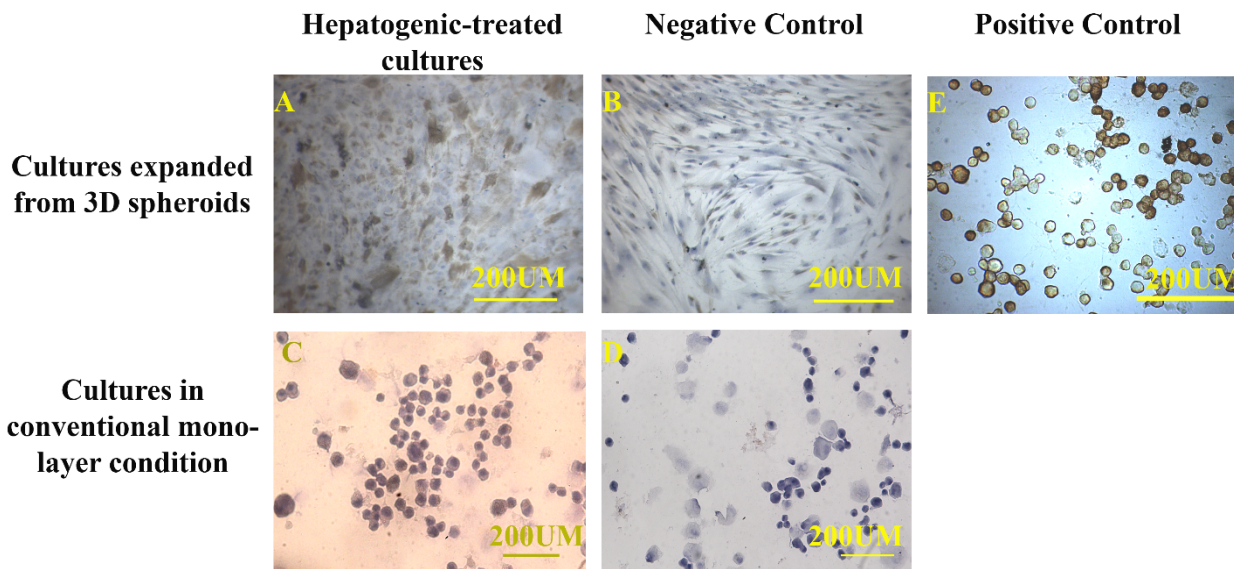 Hepatogenic-treated
cultures
Negative Control
Positive Control
Cultures expanded
from 3D spheroids
A
200UM
B
200UM
E
200UM
Cultures in
conventional mono-
layer condition
C
200UM
D
200UM